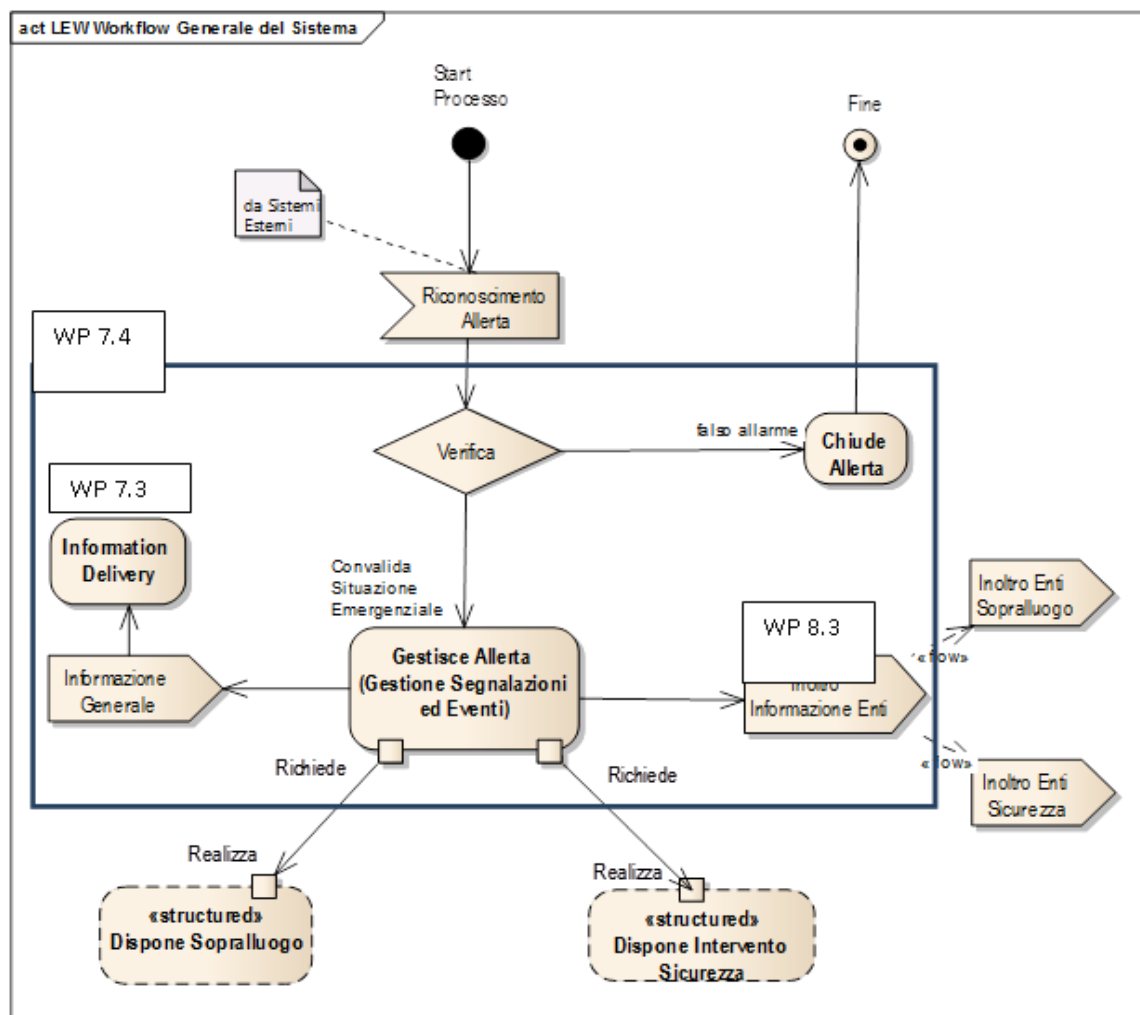 act LEW Workflow Generale del Sistema
Start
Processo
Fine
da Sistemi
Esterni
Riconoscimento
Allerta
WP 7.4
Verifica
falso allarme
Chiude
Allerta
WP 7.3
Information
Delivery
Convalida
Situazione
Emergenziale
Inoltro Enti
Sopralluogo
WP 8.3
«flow»
Gestisce Allerta
(Gestione Segnalazioni
ed Eventi)
Informazione
Generale
Inoltro
Informazione Enti
«flow»
Inoltro Enti
Sicurezza
Richiede
Richiede
Realizza
Realizza
«structured»
Dispone Sopralluogo
«structured»
Dispone Intervento
Sicurezza